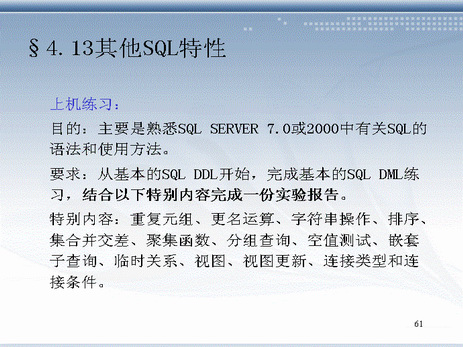 §4.13其他SQL特性
上机练习：
目的：主要是熟悉SQL SERVER 7.0或2000中有关SQL的
语法和使用方法。
要求：从基本的SQL DDL开始，完成基本的SQL DML练
习，结合以下特别内容完成一份实验报告。
特别内容：重复元组、更名运算、字符串操作、排序、
集合并交差、聚集函数、分组查询、空值测试、嵌套
子查询、临时关系、视图、视图更新、连接类型和连
接条件。
61